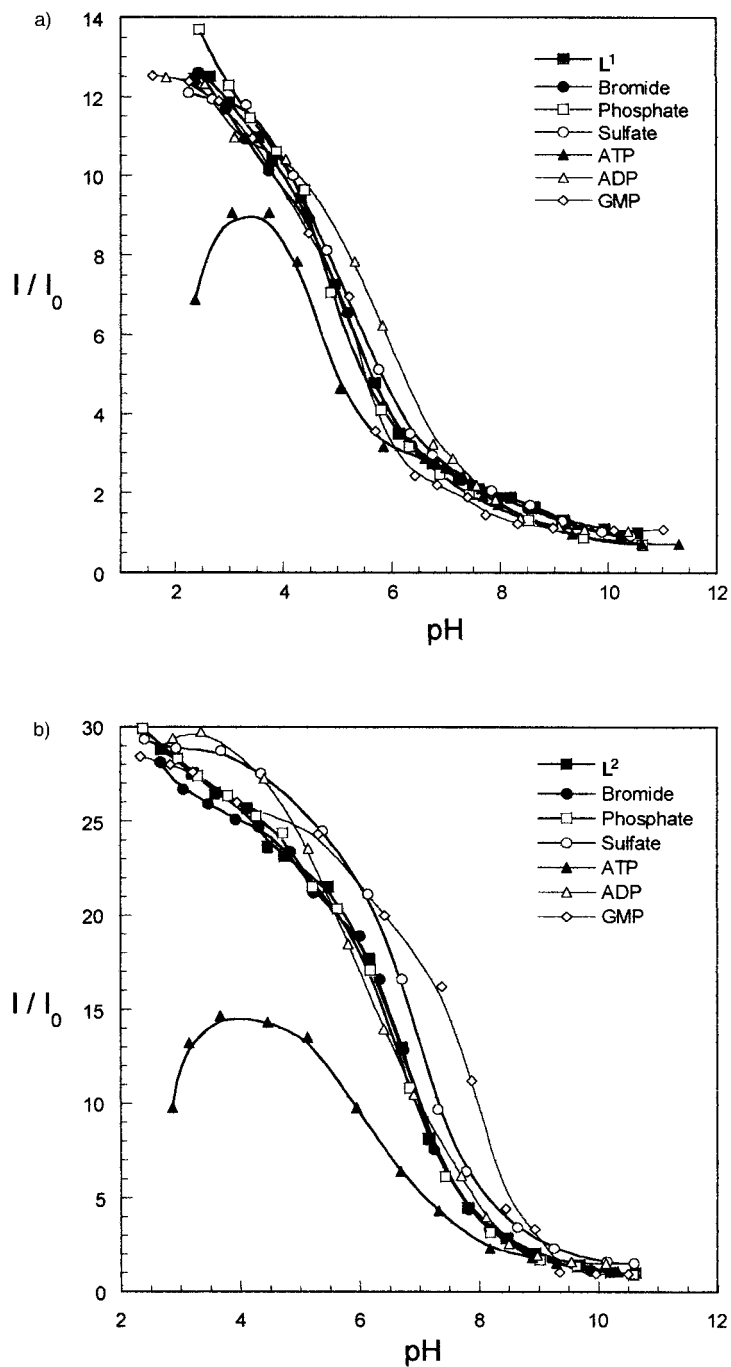 a)
14
12
10
8
6
4
2
0
I / I0
2
4
6
8
10
12
pH
L1
Bromide
Phosphate
Sulfate
ATP
ADP
GMP
b)
30
25
20
15
10
5
0
I / I0
2
4
6
8
10
12
pH
L2
Bromide
Phosphate
Sulfate
ATP
ADP
GMP